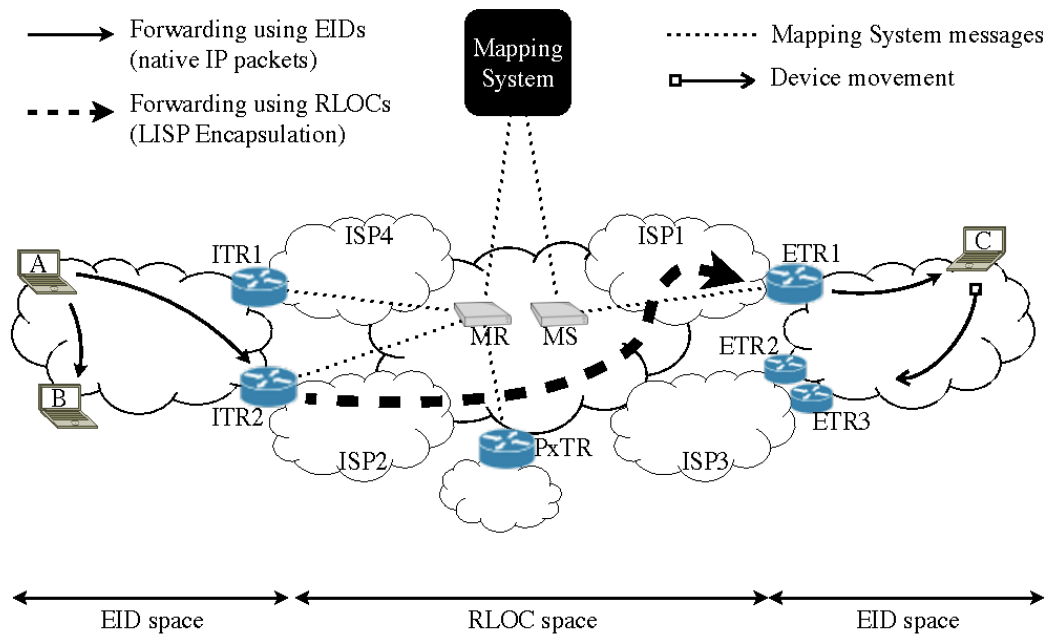 Forwarding using EIDs
(native IP packets)
Forwarding using RLOCs
(LISP Encapsulation)
Mapping
System
Mapping System messages
Device movement
ISP4
ISP1
ITR1
ETR1
A
C
MR
MS
ETR2
B
ITR2
ETR3
ISP2
PxTR
ISP3
EID space
RLOC space
EID space